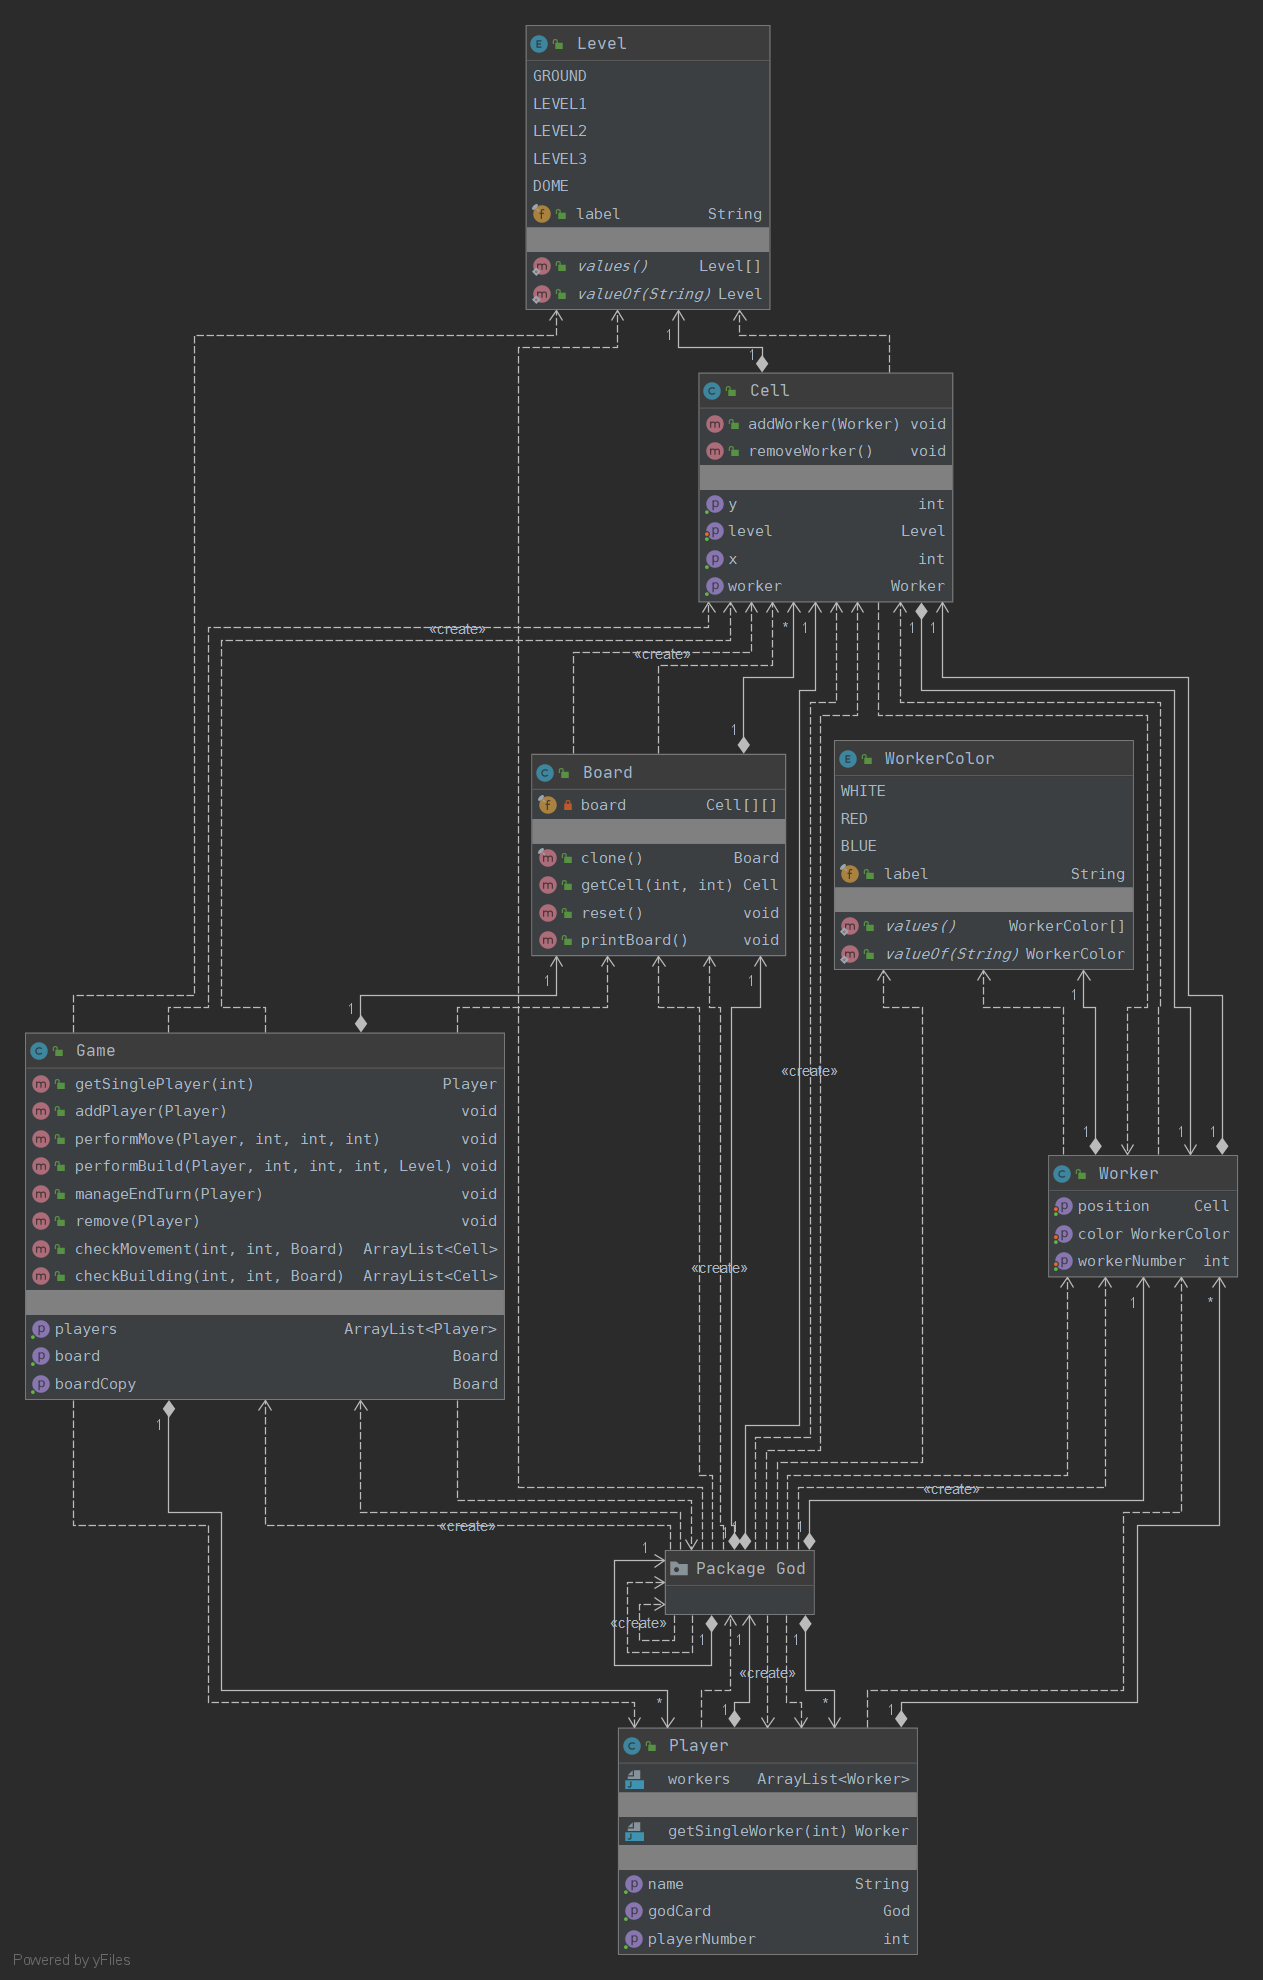 Level
GROUND
LEVEL1
LEVEL2
LEVEL3
DOME
label String
values() Level[]
valueOf(String) Level
1
1
Cell
addWorker(Worker) void
removeWorker() void
y int
level Level
x int
worker Worker
«create»
* 1 1 1
«create»
1
Board
board Cell[][]
clone() Board
getCell(int, int) Cell
reset() void
printBoard() void
WorkerColor
WHITE
RED
BLUE
label String
values() WorkerColor[]
valueOf(String) WorkerColor
1 1 1
1
Game
getSinglePlayer(int) Player
addPlayer(Player) void
performMove(Player, int, int, int) void
performBuild(Player, int, int, int, Level) void
manageEndTurn(Player) void
remove(Player) void
checkMovement(int, int, Board) ArrayList<Cell>
checkBuilding(int, int, Board) ArrayList<Cell>
players ArrayList<Player>
board Board
boardCopy Board
«create»
1 1 1
Worker
position Cell
color WorkerColor
workerNumber int
«create»
1 *
1
«create»
«create»
1 1 1
1
Package God
«create»
1 1 1
«create»
* 1 * 1
Player
workers ArrayList<Worker>
getSingleWorker(int) Worker
name String
godCard God
playerNumber int
Powered by yFiles